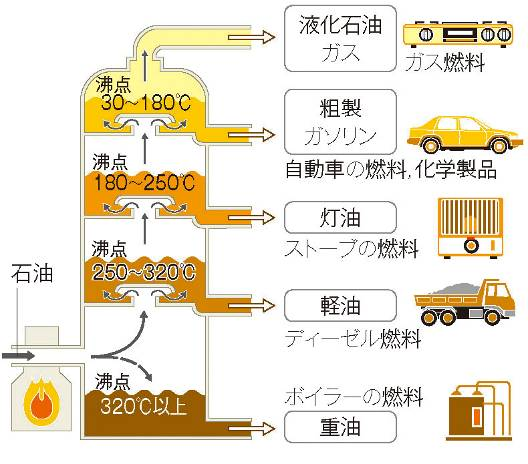 液化石油
ガス
ガス燃料
沸点
30〜180℃
粗製
ガソリン
自動車の燃料,化学製品
沸点
180〜250℃
灯油
ストーブの燃料
沸点
250〜320℃
石油
軽油
ディーゼル燃料
沸点
320℃以上
ボイラーの燃料
重油